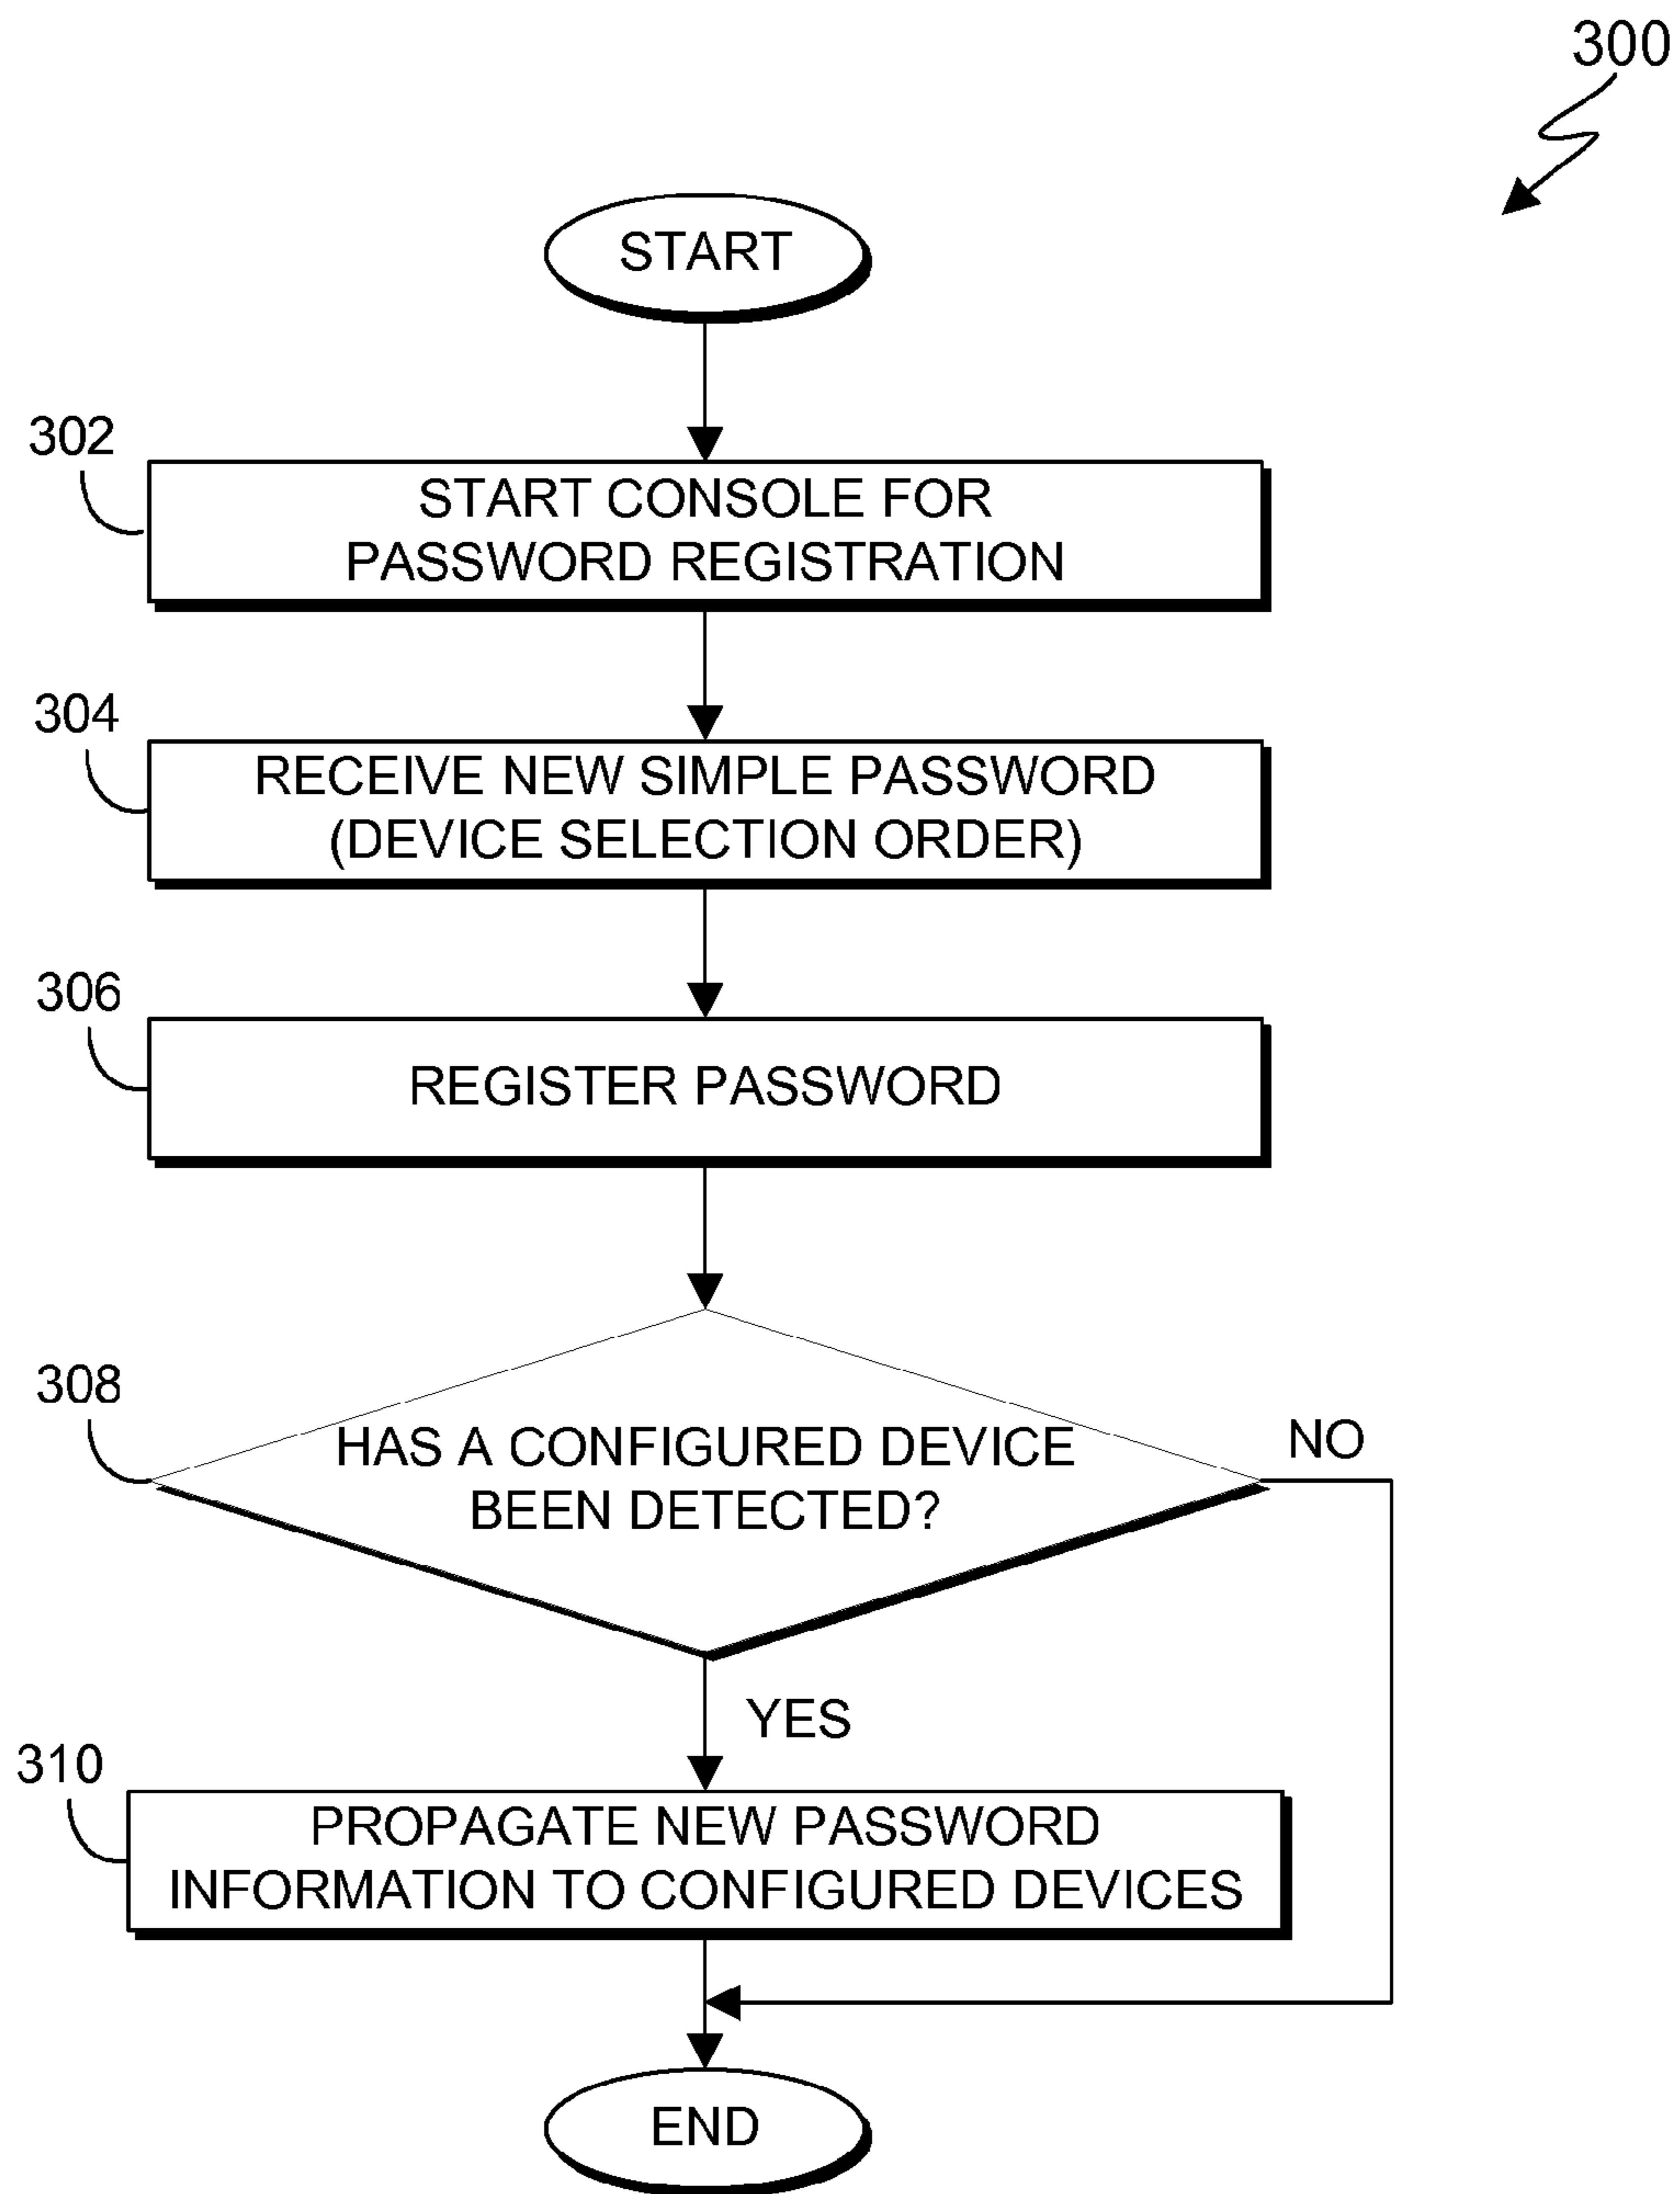 300
START
302
START CONSOLE FOR
PASSWORD REGISTRATION
304
RECEIVE NEW SIMPLE PASSWORD
(DEVICE SELECTION ORDER)
306
REGISTER PASSWORD
308
HAS A CONFIGURED DEVICE
BEEN DETECTED?
NO
YES
310
PROPAGATE NEW PASSWORD
INFORMATION TO CONFIGURED DEVICES
END